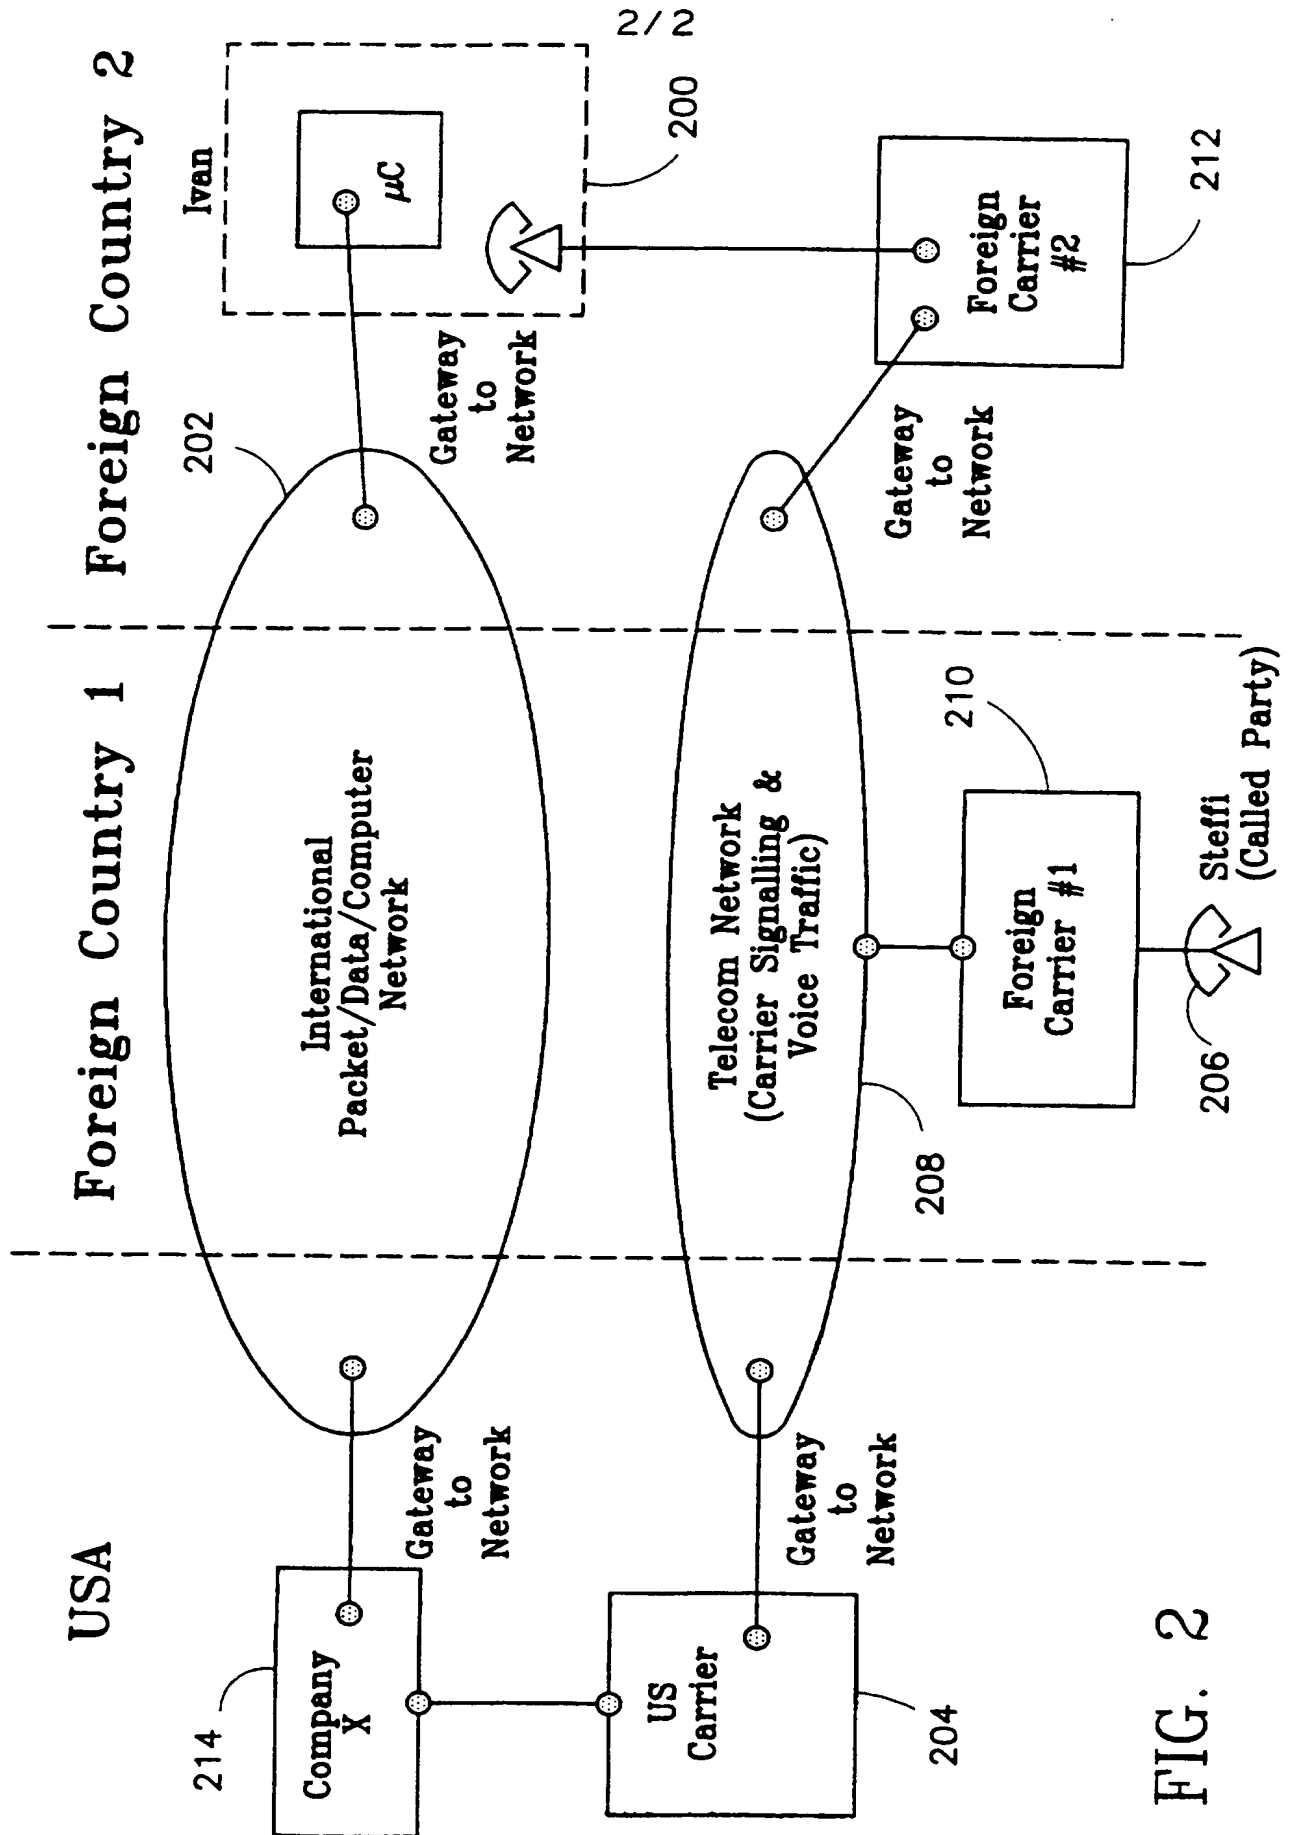 2/2
USA
Foreign Country 1
Foreign Country 2
214
Company
X
Gateway
to
Network
International
Packet/Data/Computer
Network
202
Ivan
μC
200
Gateway
to
Network
US
Carrier
204
Gateway
to
Network
Telecom Network
(Carrier Signalling &
Voice Traffic)
208
Gateway
to
Network
Foreign
Carrier
#2
212
Foreign
Carrier #1
210
206
Steffi
(Called Party)
FIG. 2